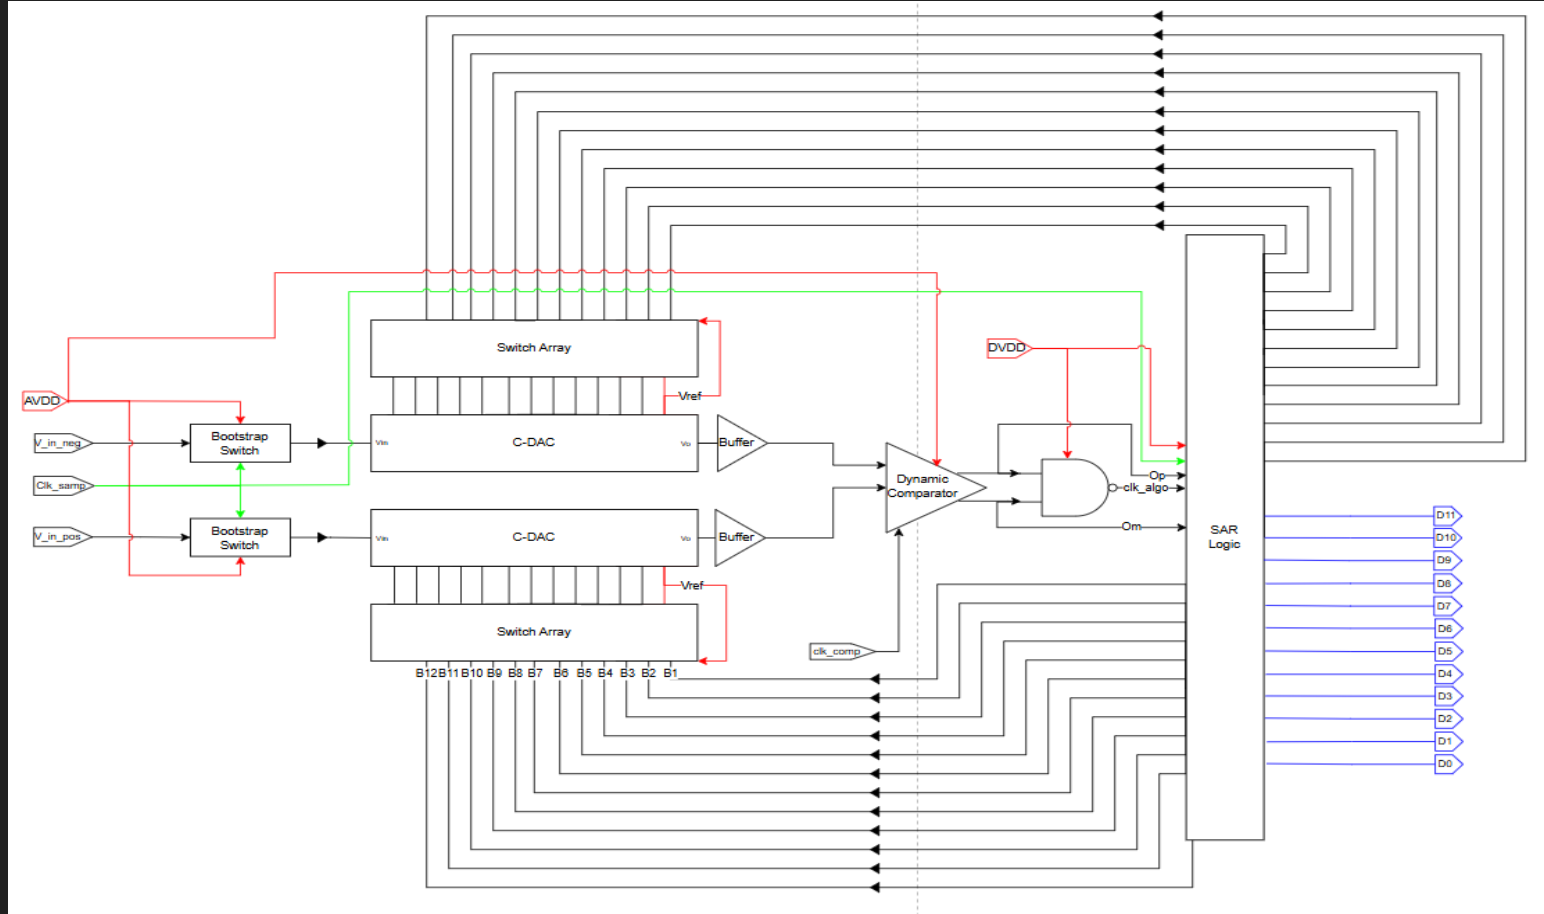 Switch Array
DVDD
Vref
AVDD
Bootstrap
Switch
V_in_neg
Vin
C-DAC
Vo
Buffer
Dynamic
Comparator
Op
clk_algo
Clk_samp
Om
SAR
Logic
D11
Bootstrap
Switch
V_in_pos
Vin
C-DAC
Vo
Buffer
D10
D9
Vref
D8
D7
Switch Array
D6
clk_comp
D5
B12 B11 B10 B9 B8 B7 B6 B5 B4 B3 B2 B1
D4
D3
D2
D1
D0